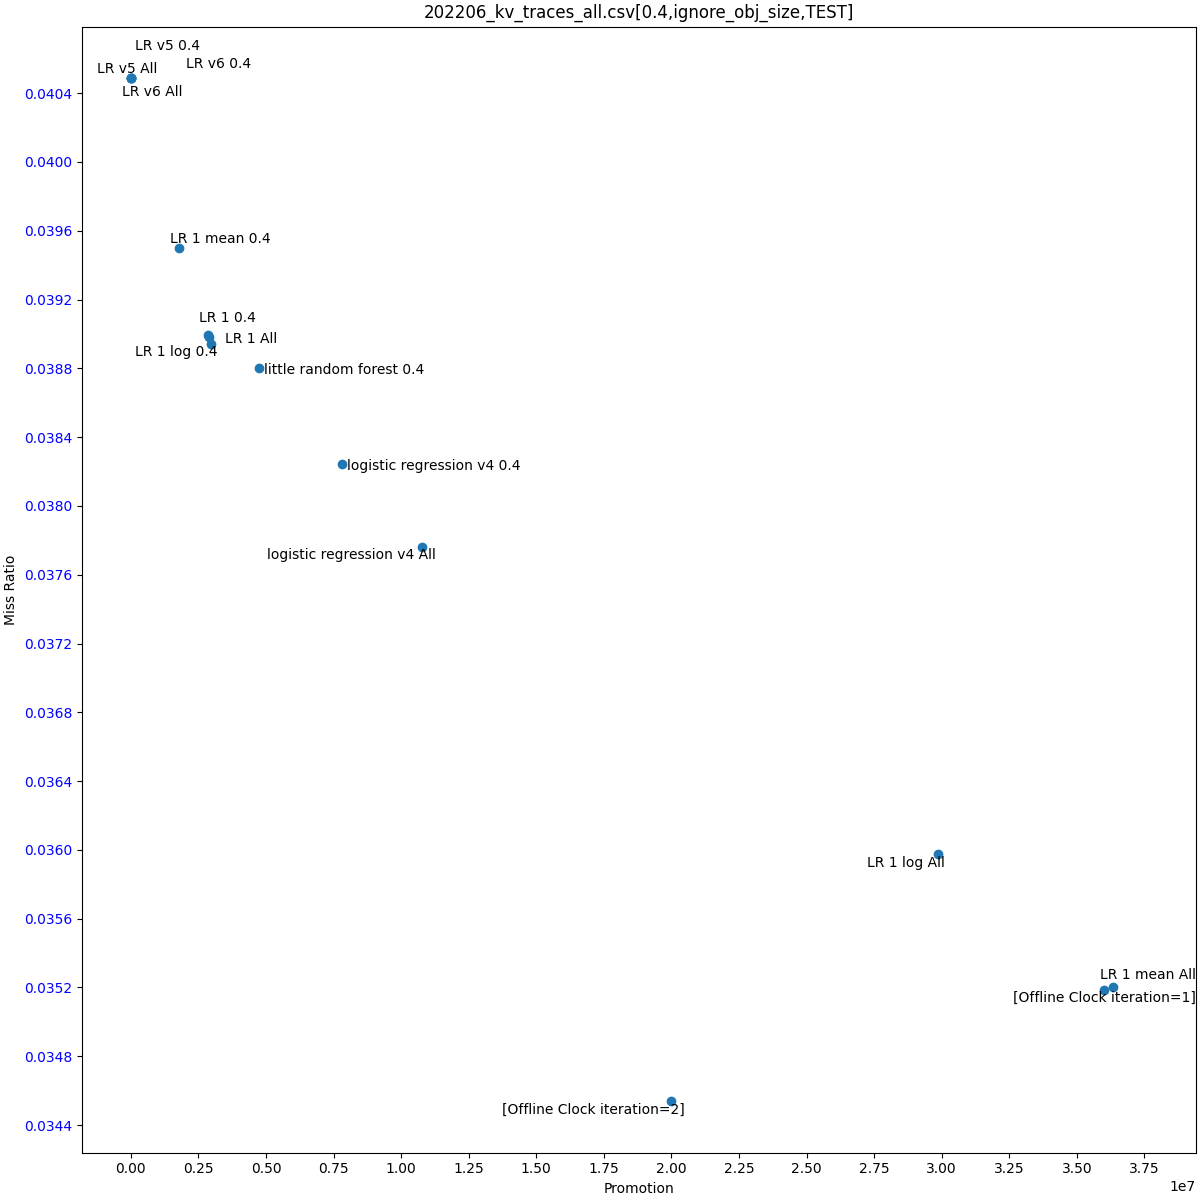 202206_kv_traces_all.csv[0.4,ignore_obj_size,TEST]
LR v5 0.4
LR v6 0.4
LR v5 All
LR v6 All
0.0404
0.0400
0.0396
LR 1 mean 0.4
0.0392
LR 1 0.4
LR 1 All
LR 1 log 0.4
0.0388
little random forest 0.4
0.0384
logistic regression v4 0.4
0.0380
logistic regression v4 All
0.0376
Miss Ratio
0.0372
0.0368
0.0364
0.0360
LR 1 log All
0.0356
LR 1 mean All
0.0352
[Offline Clock iteration=1]
0.0348
[Offline Clock iteration=2]
0.0344
0.00 0.25 0.50 0.75 1.00 1.25 1.50 1.75 2.00 2.25 2.50 2.75 3.00 3.25 3.50 3.75
1e7
Promotion